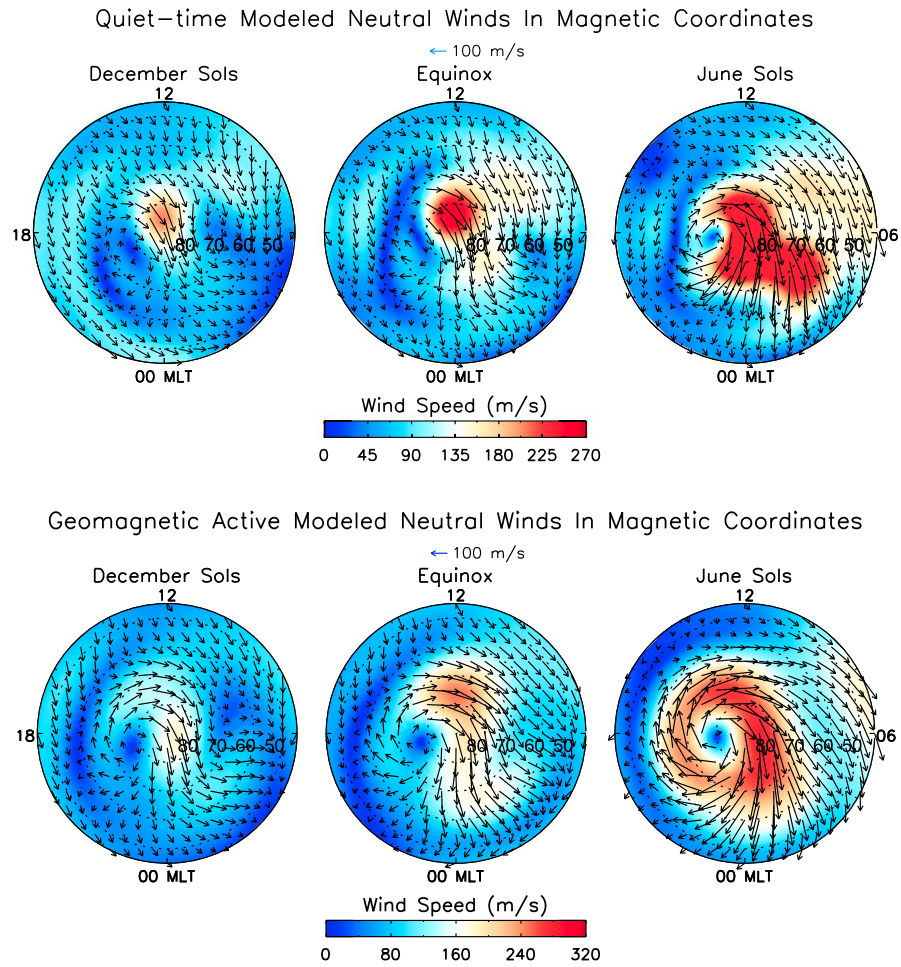 Quiet-time Modeled Neutral Winds In Magnetic Coordinates
← 100 m/s
December Sols Equinox June Sols
12 12 12
18 80 70 60 50 80 70 60 50 80 70 60 50 06
00 MLT 00 MLT 00 MLT
Wind Speed (m/s)
0 45 90 135 180 225 270
Geomagnetic Active Modeled Neutral Winds In Magnetic Coordinates
← 100 m/s
December Sols Equinox June Sols
12 12 12
18 80 70 60 50 80 70 60 50 80 70 60 50 06
00 MLT 00 MLT 00 MLT
Wind Speed (m/s)
0 80 160 240 320